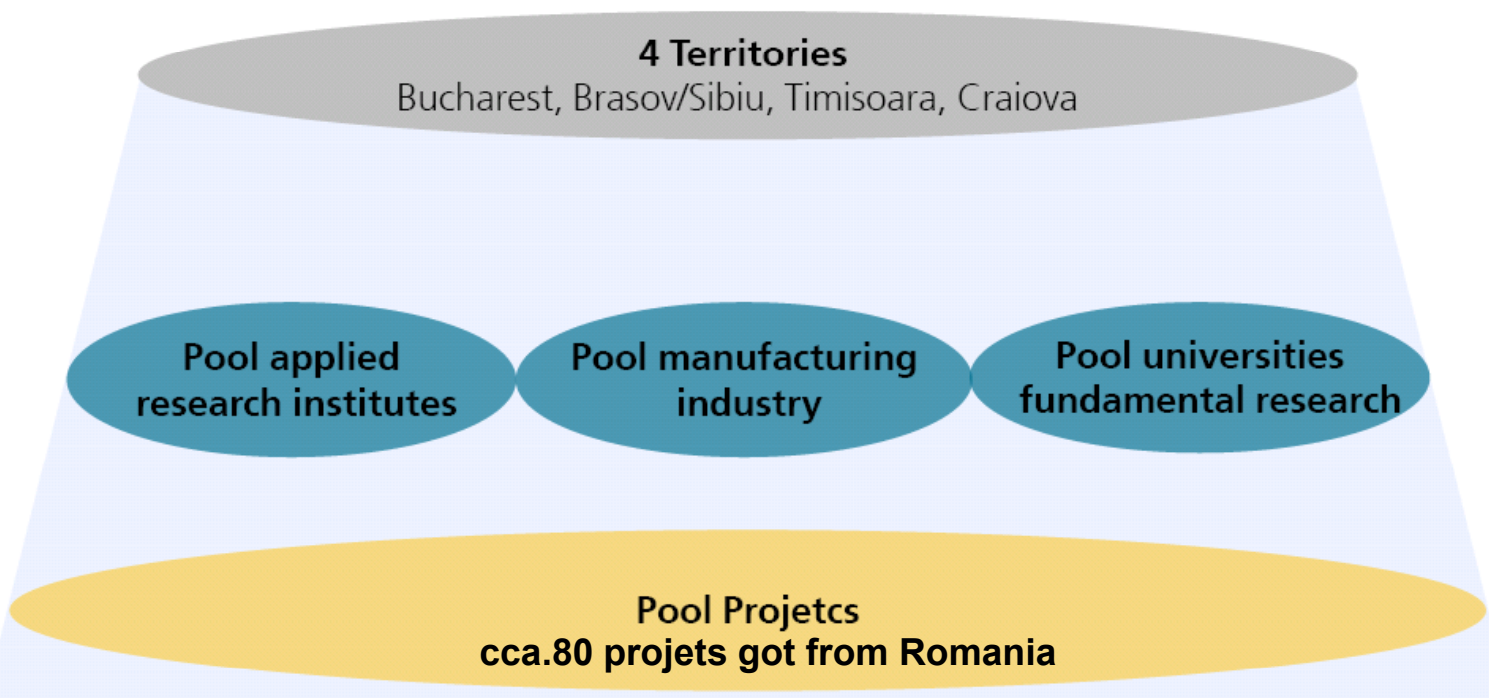 4 Territories
Bucharest, Brasov/Sibiu, Timisoara, Craiova
Pool applied
research institutes
Pool manufacturing
industry
Pool universities
fundamental research
Pool Projetcs
cca.80 projets got from Romania